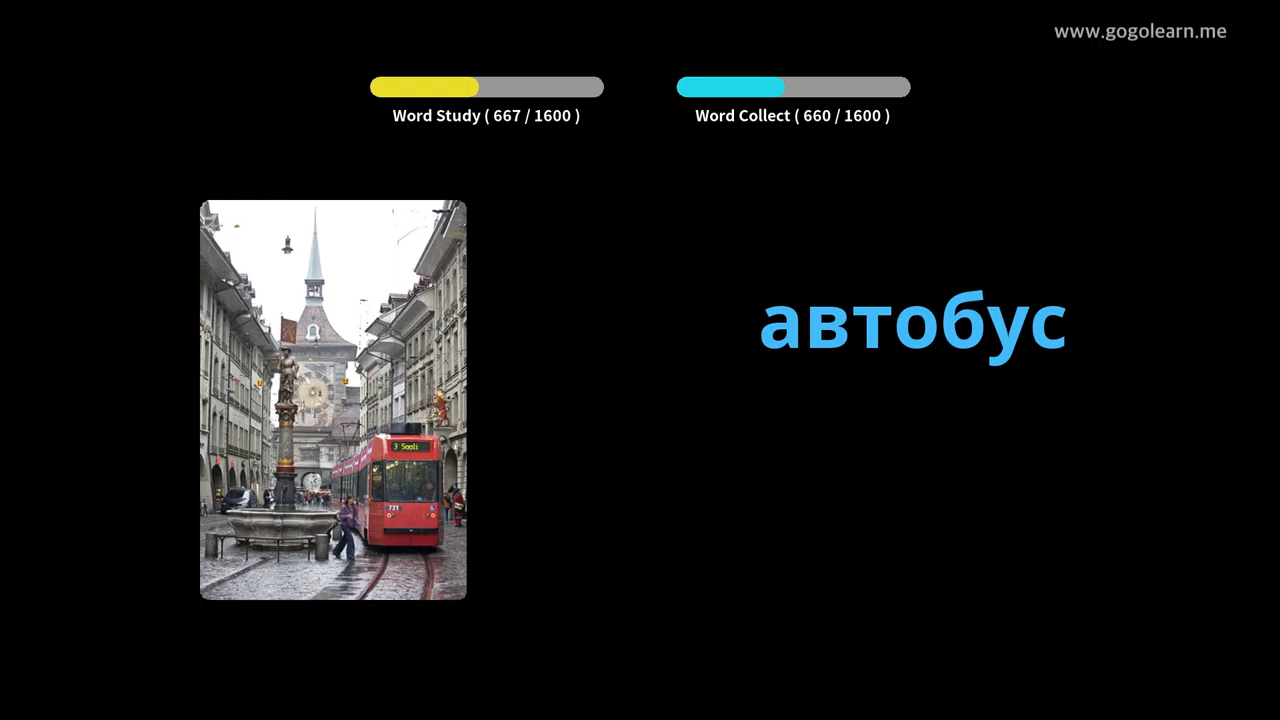 www.gogolearn.me
Word Study ( 667 / 1600 )
Word Collect ( 660 / 1600 )
автобус
3 Saali
731